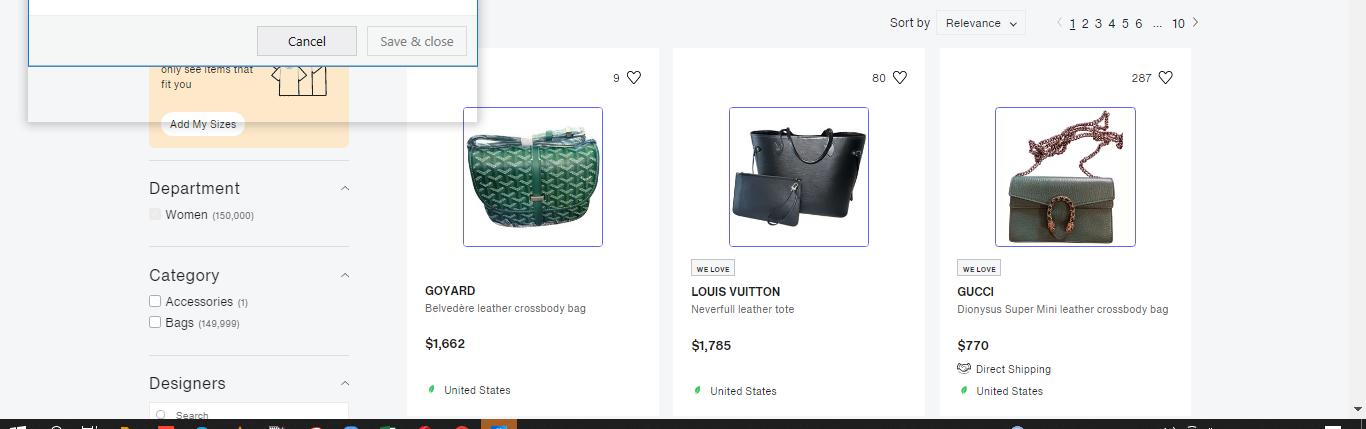 Cancel
Save & close
Sort by
Relevance
1 2 3 4 5 6 ... 10
only see items that
fit you
Add My Sizes
Department
Women (150,000)
Category
Accessories (1)
Bags (149,999)
Designers
Search
9
GOYARD
Belvedère leather crossbody bag
$1,662
United States
80
WE LOVE
LOUIS VUITTON
Neverfull leather tote
$1,785
United States
287
WE LOVE
GUCCI
Dionysus Super Mini leather crossbody bag
$770
Direct Shipping
United States